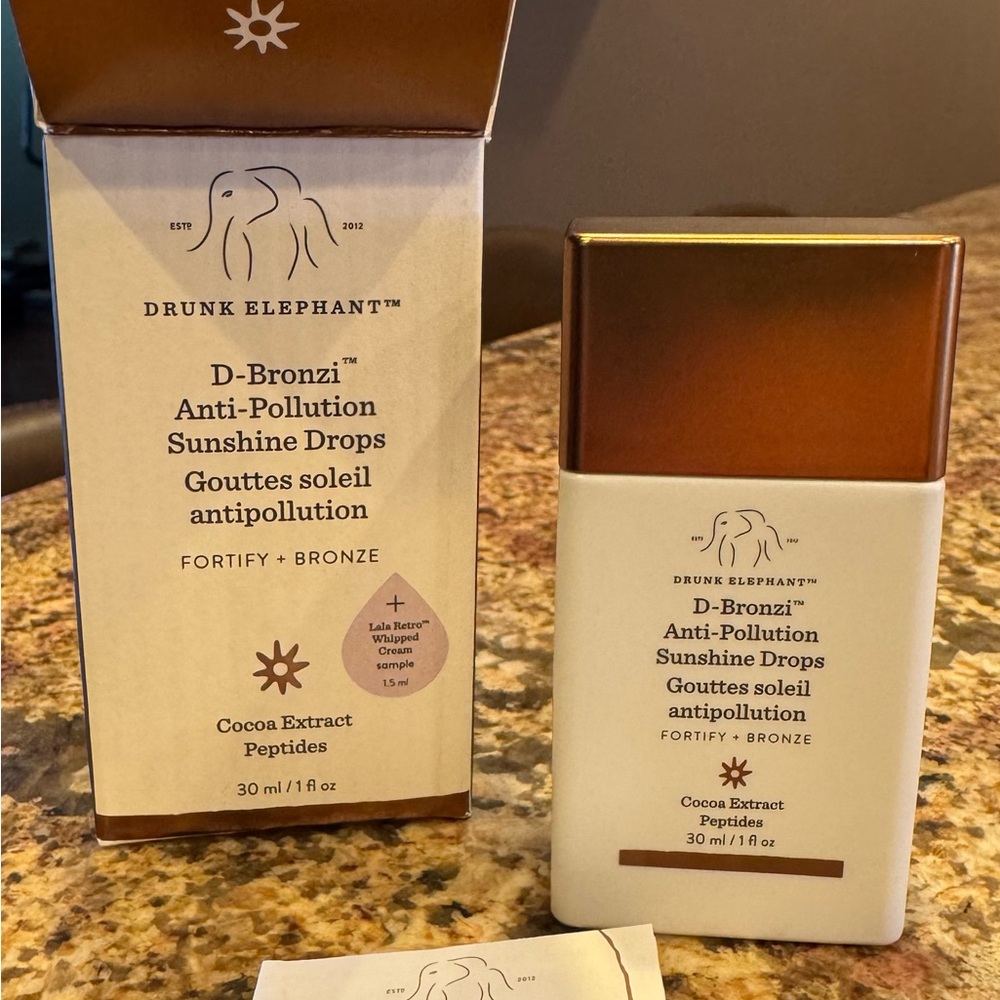 ESTD 2012
DRUNK ELEPHANT™
D-Bronzi™
Anti-Pollution
Sunshine Drops
Gouttes soleil
antipollution
FORTIFY + BRONZE
+
Lala Retro™
Whipped
Cream
sample
1.5 ml
Cocoa Extract
Peptides
30 ml / 1 fl oz
ESTD 2012
DRUNK ELEPHANT™
D-Bronzi™
Anti-Pollution
Sunshine Drops
Gouttes soleil
antipollution
FORTIFY + BRONZE
Cocoa Extract
Peptides
30 ml / 1 fl oz
ESTD 2012